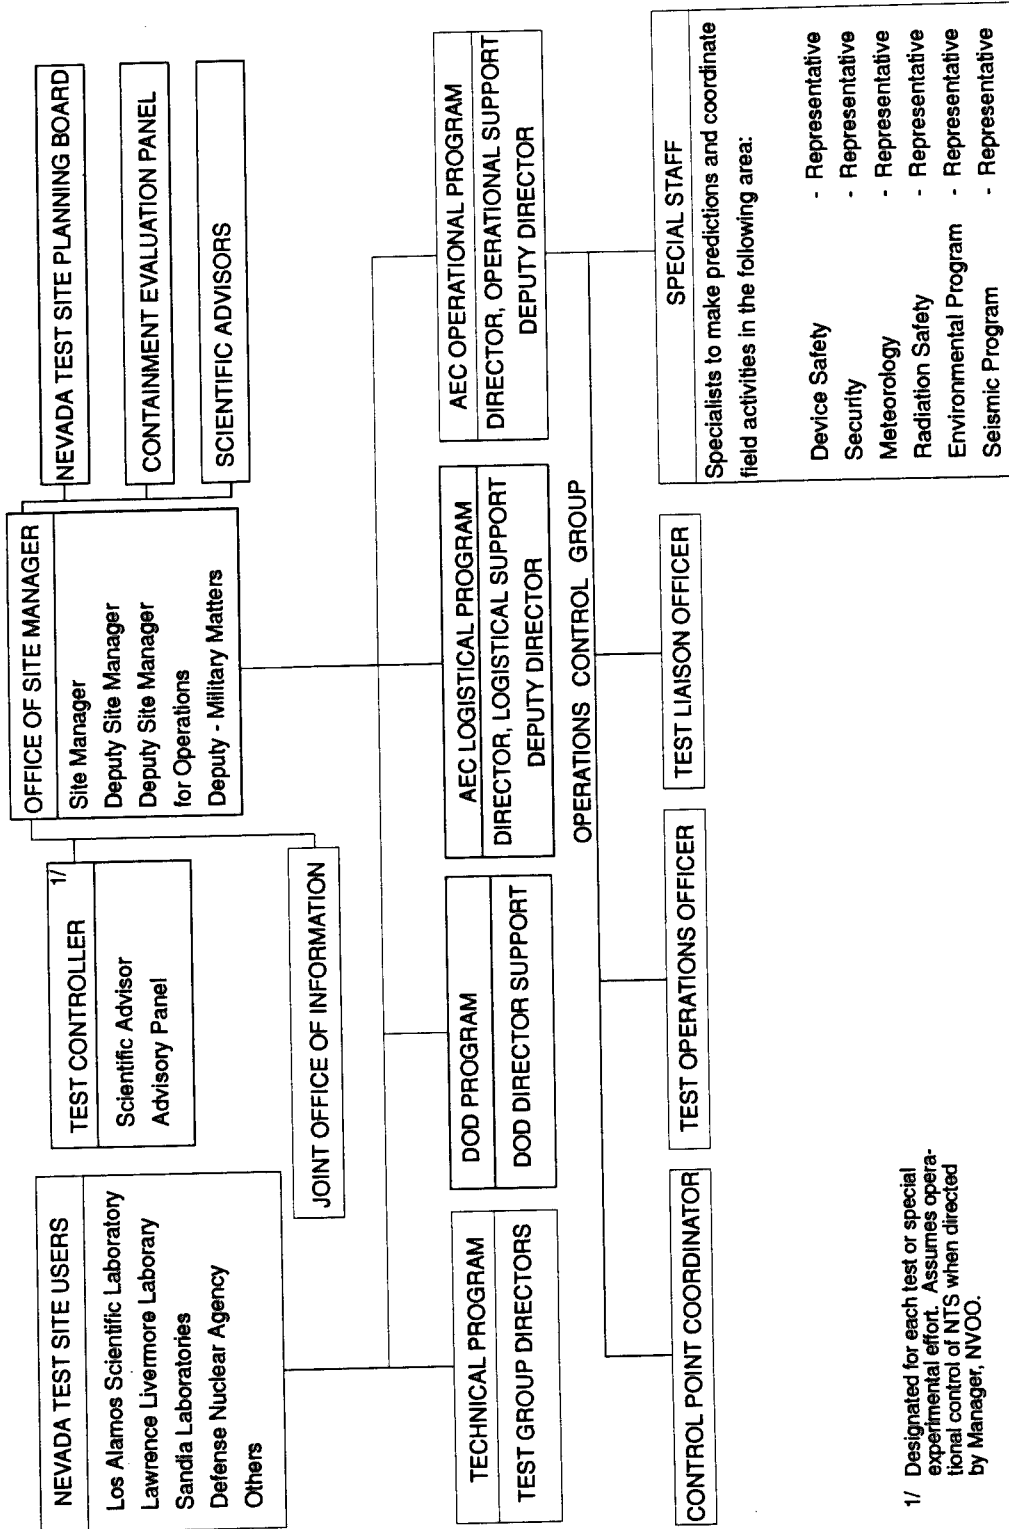 NEVADA TEST SITE USERS
Los Alamos Scientific Laboratory
Lawrence Livermore Laborary
Sandia Laboratories
Defense Nuclear Agency
Others
TEST CONTROLLER 1/
Scientific Advisor
Advisory Panel
JOINT OFFICE OF INFORMATION
OFFICE OF SITE MANAGER
Site Manager
Deputy Site Manager
Deputy Site Manager
for Operations
Deputy - Military Matters
NEVADA TEST SITE PLANNING BOARD
CONTAINMENT EVALUATION PANEL
SCIENTIFIC ADVISORS
TECHNICAL PROGRAM
TEST GROUP DIRECTORS
DOD PROGRAM
DOD DIRECTOR SUPPORT
AEC LOGISTICAL PROGRAM
DIRECTOR, LOGISTICAL SUPPORT
DEPUTY DIRECTOR
AEC OPERATIONAL PROGRAM
DIRECTOR, OPERATIONAL SUPPORT
DEPUTY DIRECTOR
OPERATIONS CONTROL GROUP
CONTROL POINT COORDINATOR
TEST OPERATIONS OFFICER
TEST LIAISON OFFICER
SPECIAL STAFF
Specialists to make predictions and coordinate
field activities in the following area:
Device Safety - Representative
Security - Representative
Meteorology - Representative
Radiation Safety - Representative
Environmental Program - Representative
Seismic Program - Representative
1/ Designated for each test or special
experimental effort. Assumes opera-
tional control of NTS when directed
by Manager, NVOO.